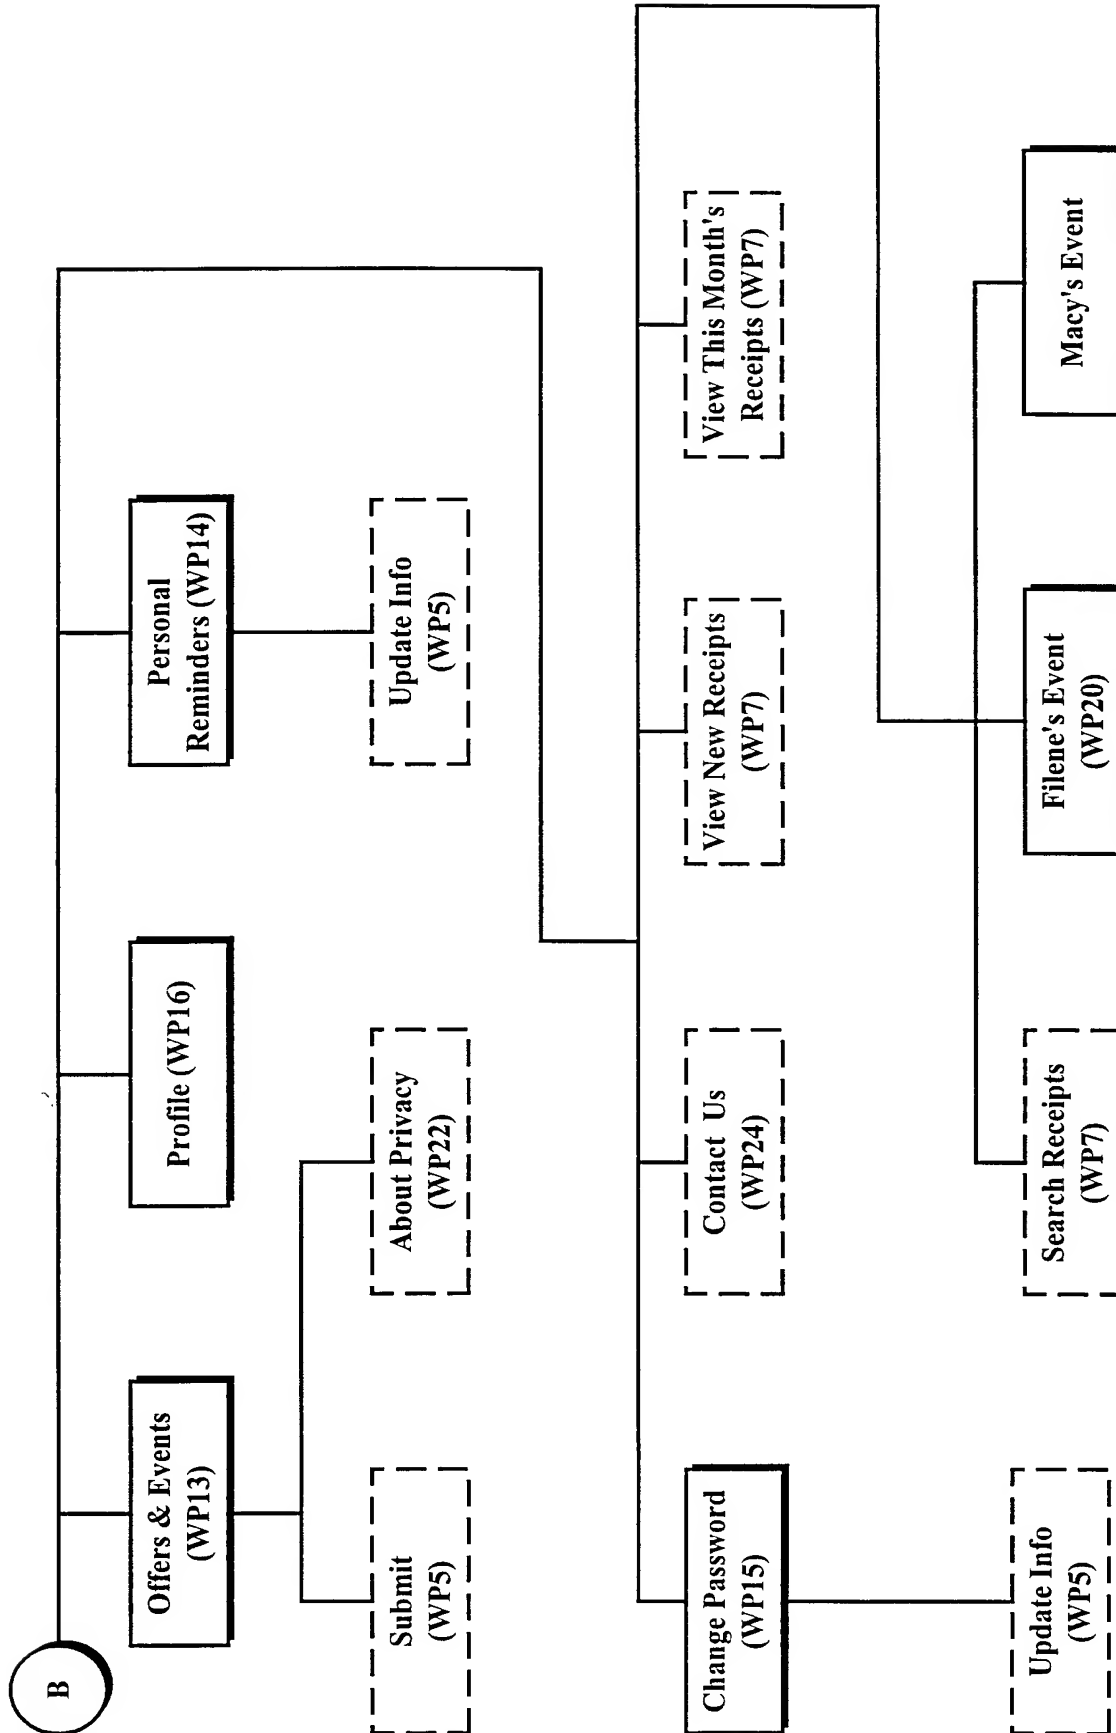 B
Offers & Events
(WP13)
Profile (WP16)
Personal
Reminders (WP14)
Submit
(WP5)
About Privacy
(WP22)
Update Info
(WP5)
Change Password
(WP15)
Contact Us
(WP24)
View New Receipts
(WP7)
View This Month's
Receipts (WP7)
Update Info
(WP5)
Search Receipts
(WP7)
Filene's Event
(WP20)
Macy's Event